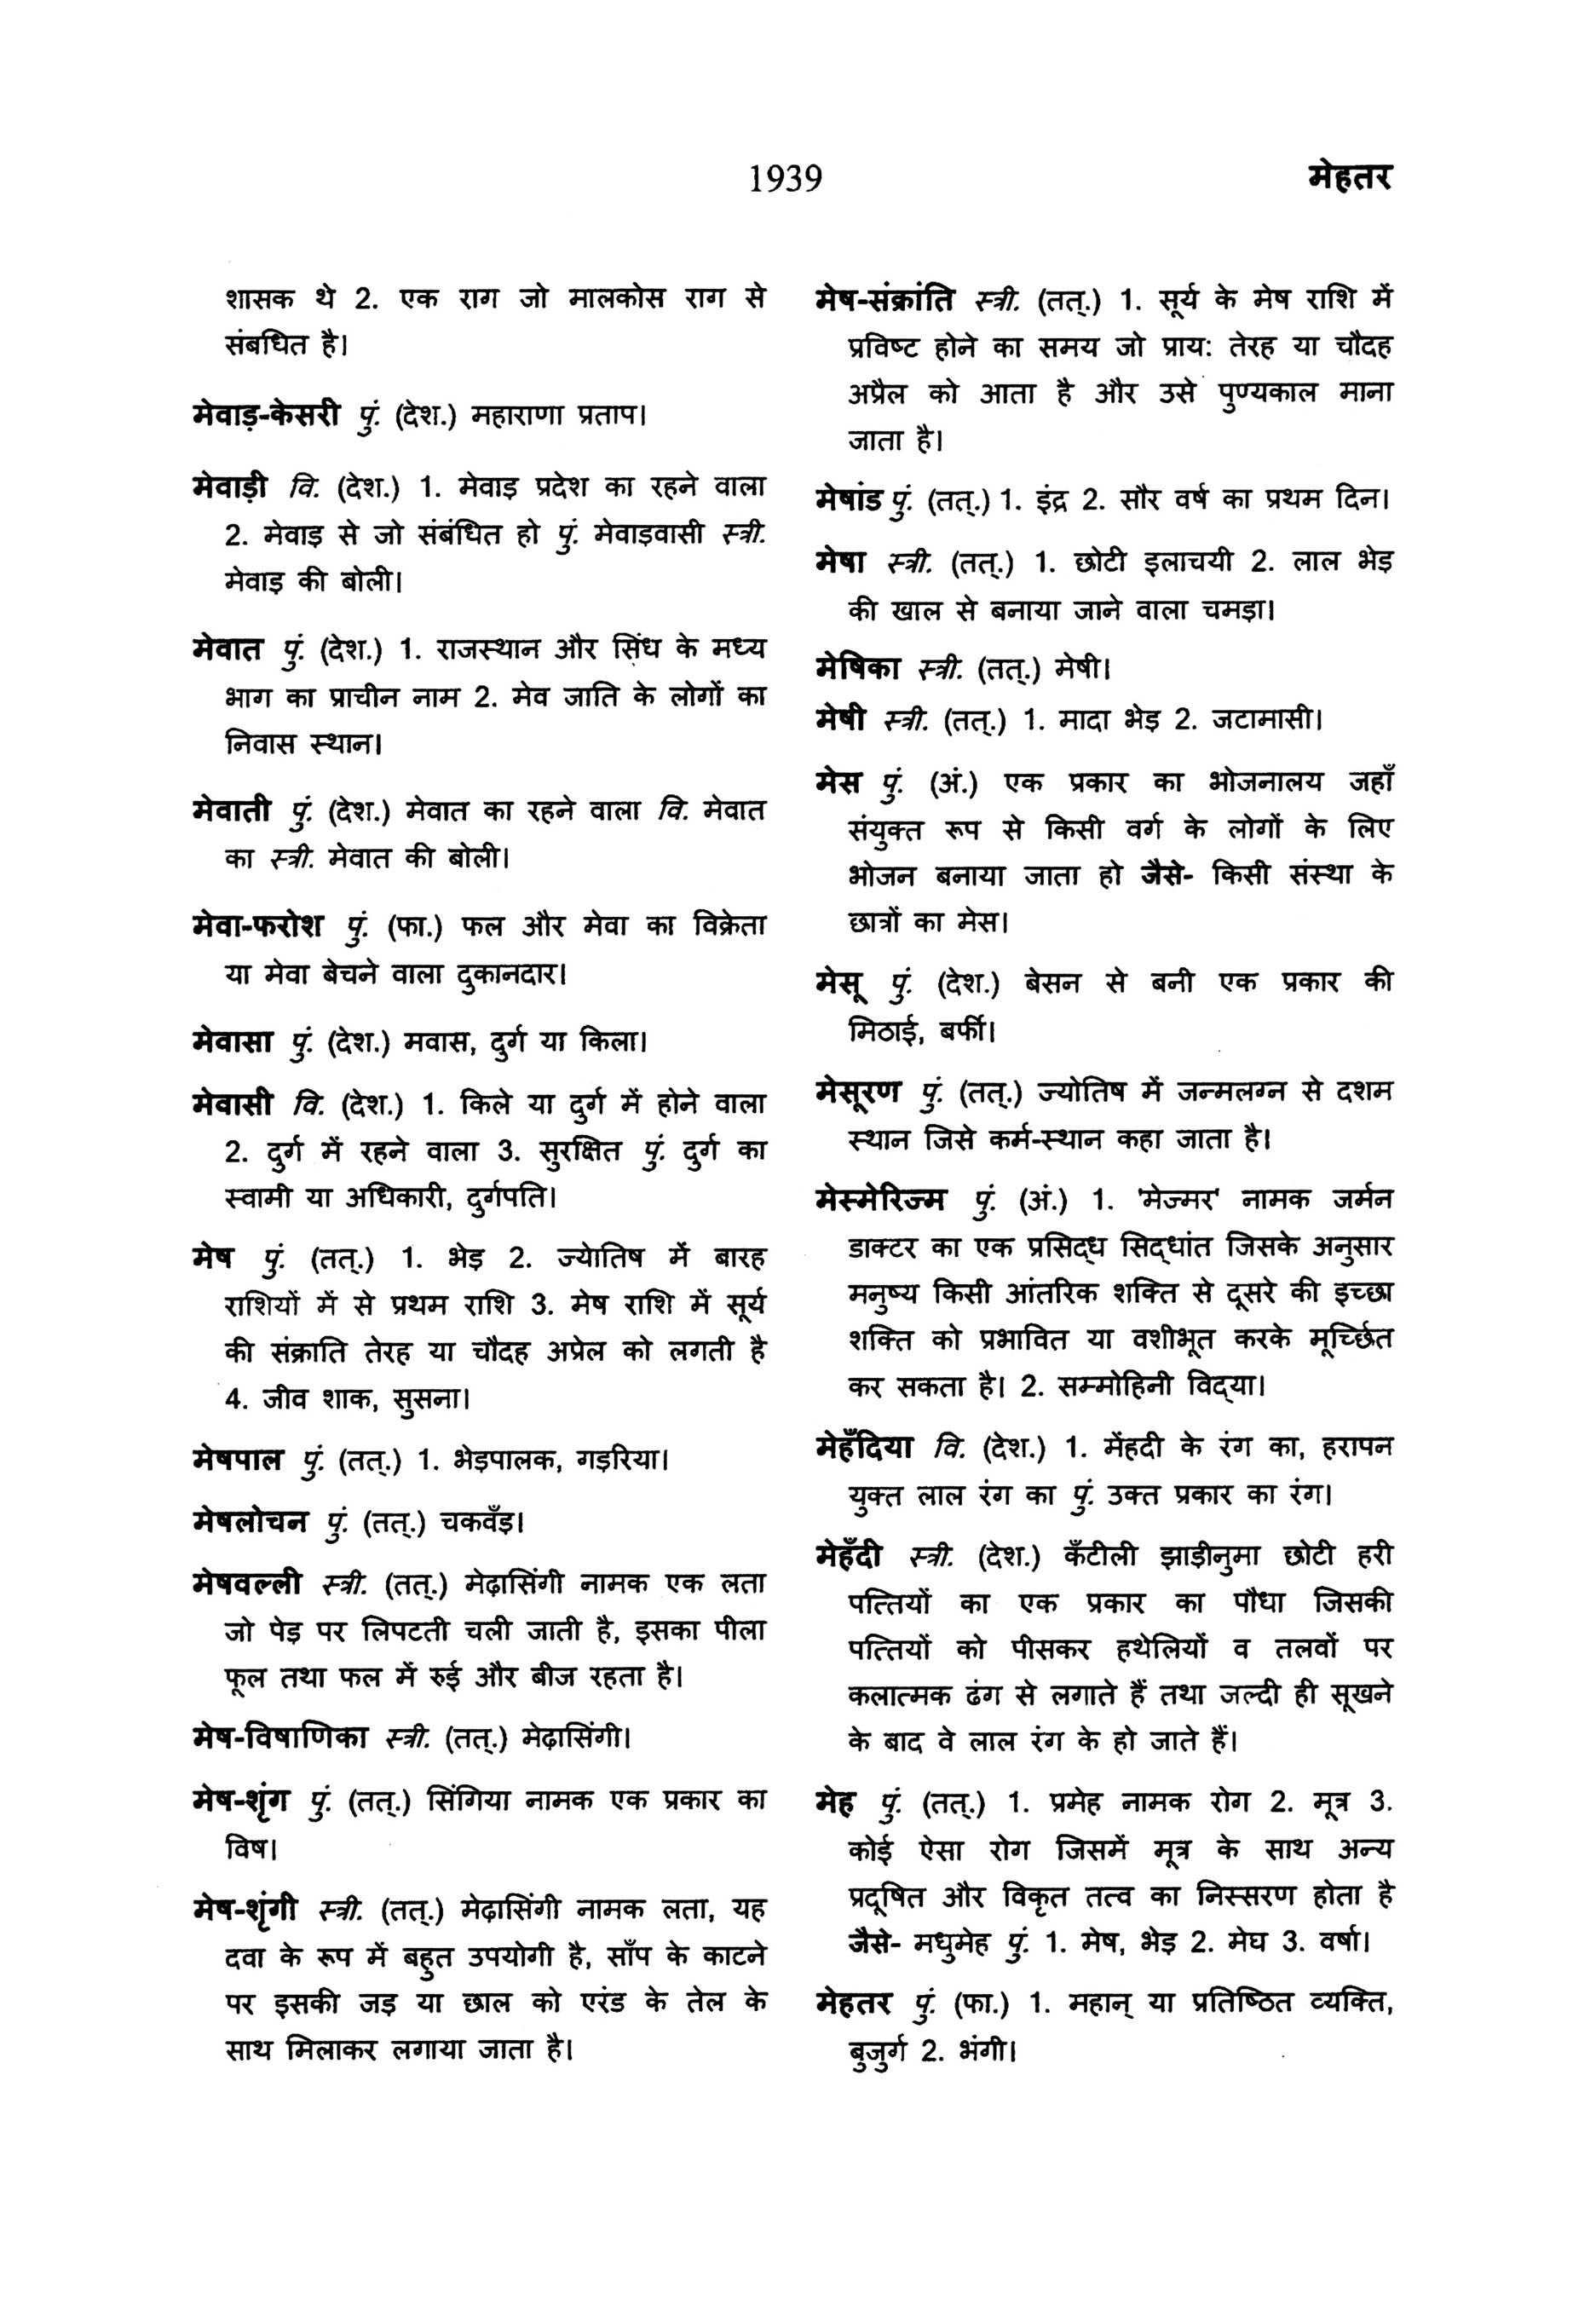 1939
मेहतर
शासक थे 2. एक राग जो मालकोस राग से
संबधित है।
मेवाड़-केसरी पुं. (देश.) महाराणा प्रताप।
मेवाड़ी वि. (देश.) 1. मेवाड़ प्रदेश का रहने वाला
2. मेवाड़ से जो संबंधित हो पुं. मेवाड़वासी स्त्री.
मेवाड़ की बोली।
मेवात पुं. (देश.) 1. राजस्थान और सिंध के मध्य
भाग का प्राचीन नाम 2. मेव जाति के लोगों का
निवास स्थान।
मेवाती पुं. (देश.) मेवात का रहने वाला वि. मेवात
का स्त्री. मेवात की बोली।
मेवा-फरोश पुं. (फा.) फल और मेवा का विक्रेता
या मेवा बेचने वाला दुकानदार।
मेवासा पुं. (देश.) मवास, दुर्ग या किला।
मेवासी वि. (देश.) 1. किले या दुर्ग में होने वाला
2. दुर्ग में रहने वाला 3. सुरक्षित पुं. दुर्ग का
स्वामी या अधिकारी, दुर्गपति।
मेष पुं. (तत्.) 1. भेड़ 2. ज्येातिष में बारह
राशियों में से प्रथम राशि 3. मेष राशि में सूर्य
की संक्राति तेरह या चौदह अप्रेल को लगती है
4. जीव शाक, सुसना।
मेषपाल पुं. (तत्.) 1. भेड़पालक, गड़रिया।
मेषलोचन पुं. (तत्.) चकवँड़।
मेषवल्ली स्त्री. (तत्.) मेढ़ासिंगी नामक एक लता
जो पेड़ पर लिपटती चली जाती है, इसका पीला
फूल तथा फल में रुई और बीज रहता है।
मेष-विषाणिका स्त्री. (तत्.) मेढ़ासिंगी।
मेष-शृंग पुं. (तत्.) सिंगिया नामक एक प्रकार का
विष।
मेष-शृंगी स्त्री. (तत्.) मेढ़ासिंगी नामक लता, यह
दवा के रूप में बहुत उपयोगी है, साँप के काटने
पर इसकी जड़ या छाल को एरंड के तेल के
साथ मिलाकर लगाया जाता है।
मेष-संक्रांति स्त्री. (तत्.) 1. सूर्य के मेष राशि में
प्रविष्ट होने का समय जो प्राय: तेरह या चौदह
अप्रैल को आता है और उसे पुण्यकाल माना
जाता है।
मेषांड पुं. (तत्.) 1. इंद्र 2. सौर वर्ष का प्रथम दिन।
मेषा स्त्री. (तत्.) 1. छोटी इलाचयी 2. लाल भेड़
की खाल से बनाया जाने वाला चमड़ा।
मेषिका स्त्री. (तत्.) मेषी।
मेषी स्त्री. (तत्.) 1. मादा भेड़ 2. जटामासी।
मेस पुं. (अं.) एक प्रकार का भोजनालय जहाँ
संयुक्त रूप से किसी वर्ग के लोगों के लिए
भोजन बनाया जाता हो जैसे- किसी संस्था के
छात्रों का मेस।
मेसू पुं. (देश.) बेसन से बनी एक प्रकार की
मिठाई, बर्फी।
मेसूरण पुं. (तत्.) ज्योतिष में जन्मलग्न से दशम
स्थान जिसे कर्म-स्थान कहा जाता है।
मेस्मेरिज्म पुं. (अं.) 1. 'मेज्मर' नामक जर्मन
डाक्टर का एक प्रसिद्ध सिद्धांत जिसके अनुसार
मनुष्य किसी आंतरिक शक्ति से दूसरे की इच्छा
शक्ति को प्रभावित या वशीभूत करके मूर्च्छित
कर सकता है। 2. सम्मोहिनी विद्या।
मेहँदिया वि. (देश.) 1. मेंहदी के रंग का, हरापन
युक्त लाल रंग का पुं. उक्त प्रकार का रंग।
मेहँदी स्त्री. (देश.) कँटीली झाड़ीनुमा छोटी हरी
पत्तियों का एक प्रकार का पौधा जिसकी
पत्तियों को पीसकर हथेलियों व तलवों पर
कलात्मक ढंग से लगाते हैं तथा जल्दी ही सूखने
के बाद वे लाल रंग के हो जाते हैं।
मेह पुं. (तत्.) 1. प्रमेह नामक रोग 2. मूत्र 3.
कोई ऐसा रोग जिसमें मूत्र के साथ अन्य
प्रदूषित और विकृत तत्व का निस्सरण होता है
जैसे- मधुमेह पुं. 1. मेष, भेड़ 2. मेघ 3. वर्षा।
मेहतर पुं. (फा.) 1. महान् या प्रतिष्ठित व्यक्ति,
बुजुर्ग 2. भंगी।